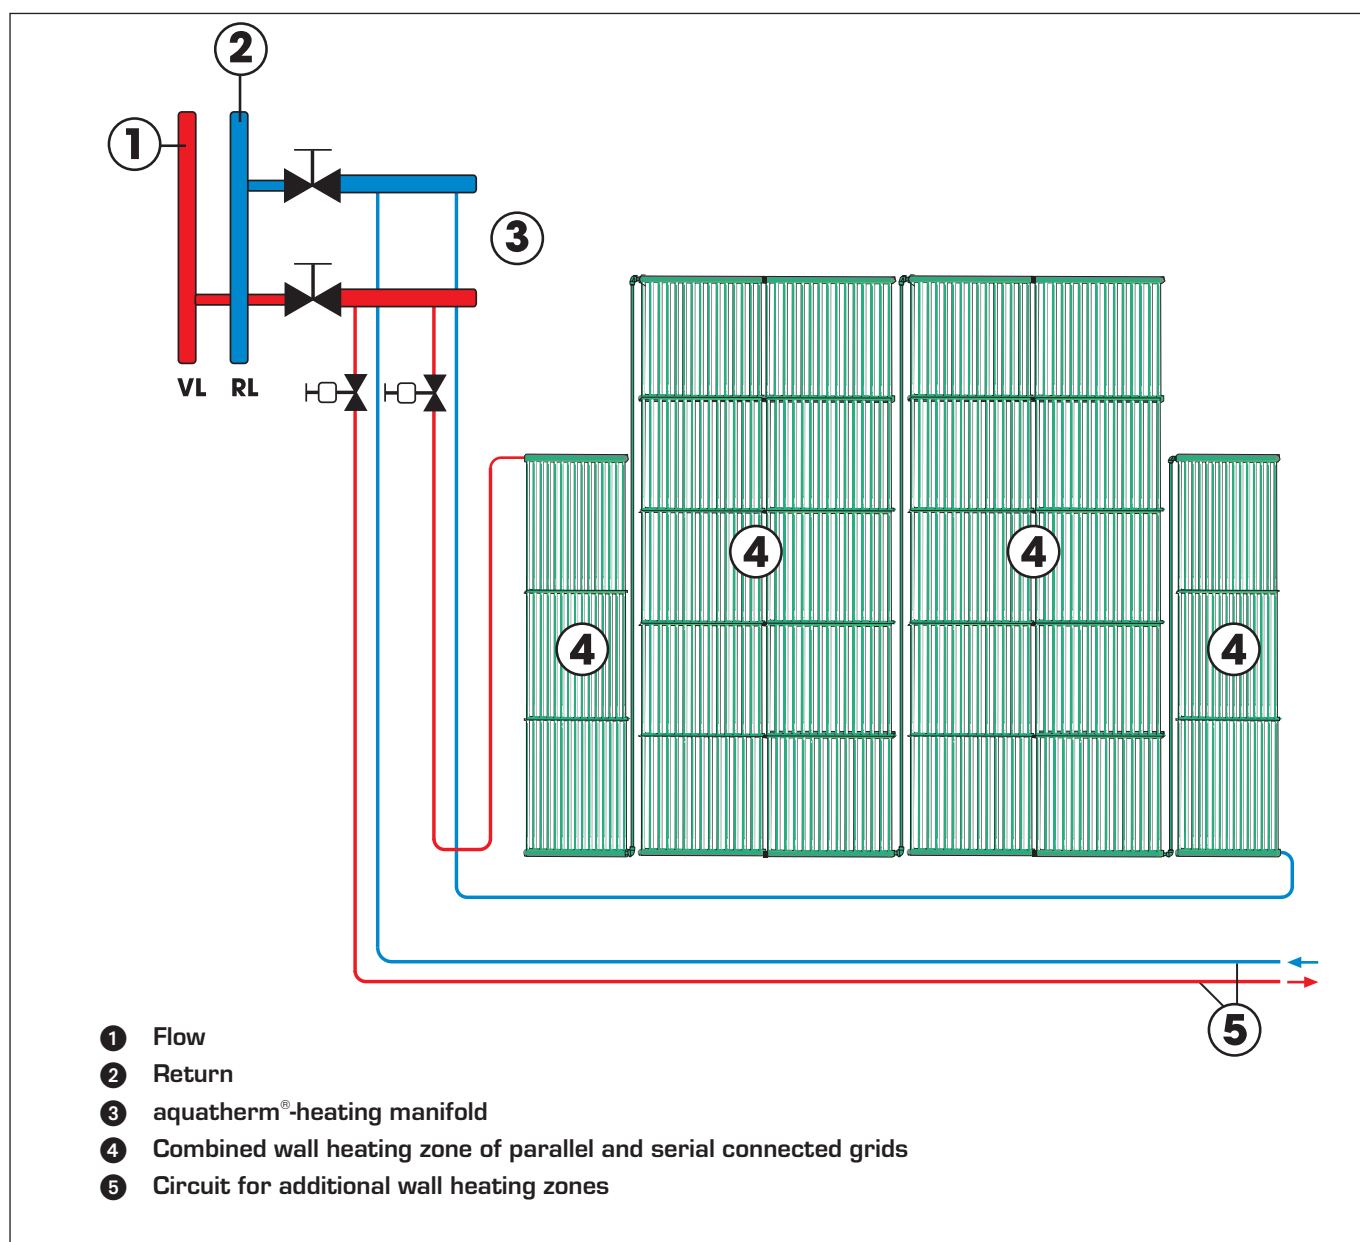 2
1
3
VL RL
4 4
4 4
5
1 Flow
2 Return
3 aquatherm®-heating manifold
4 Combined wall heating zone of parallel and serial connected grids
5 Circuit for additional wall heating zones